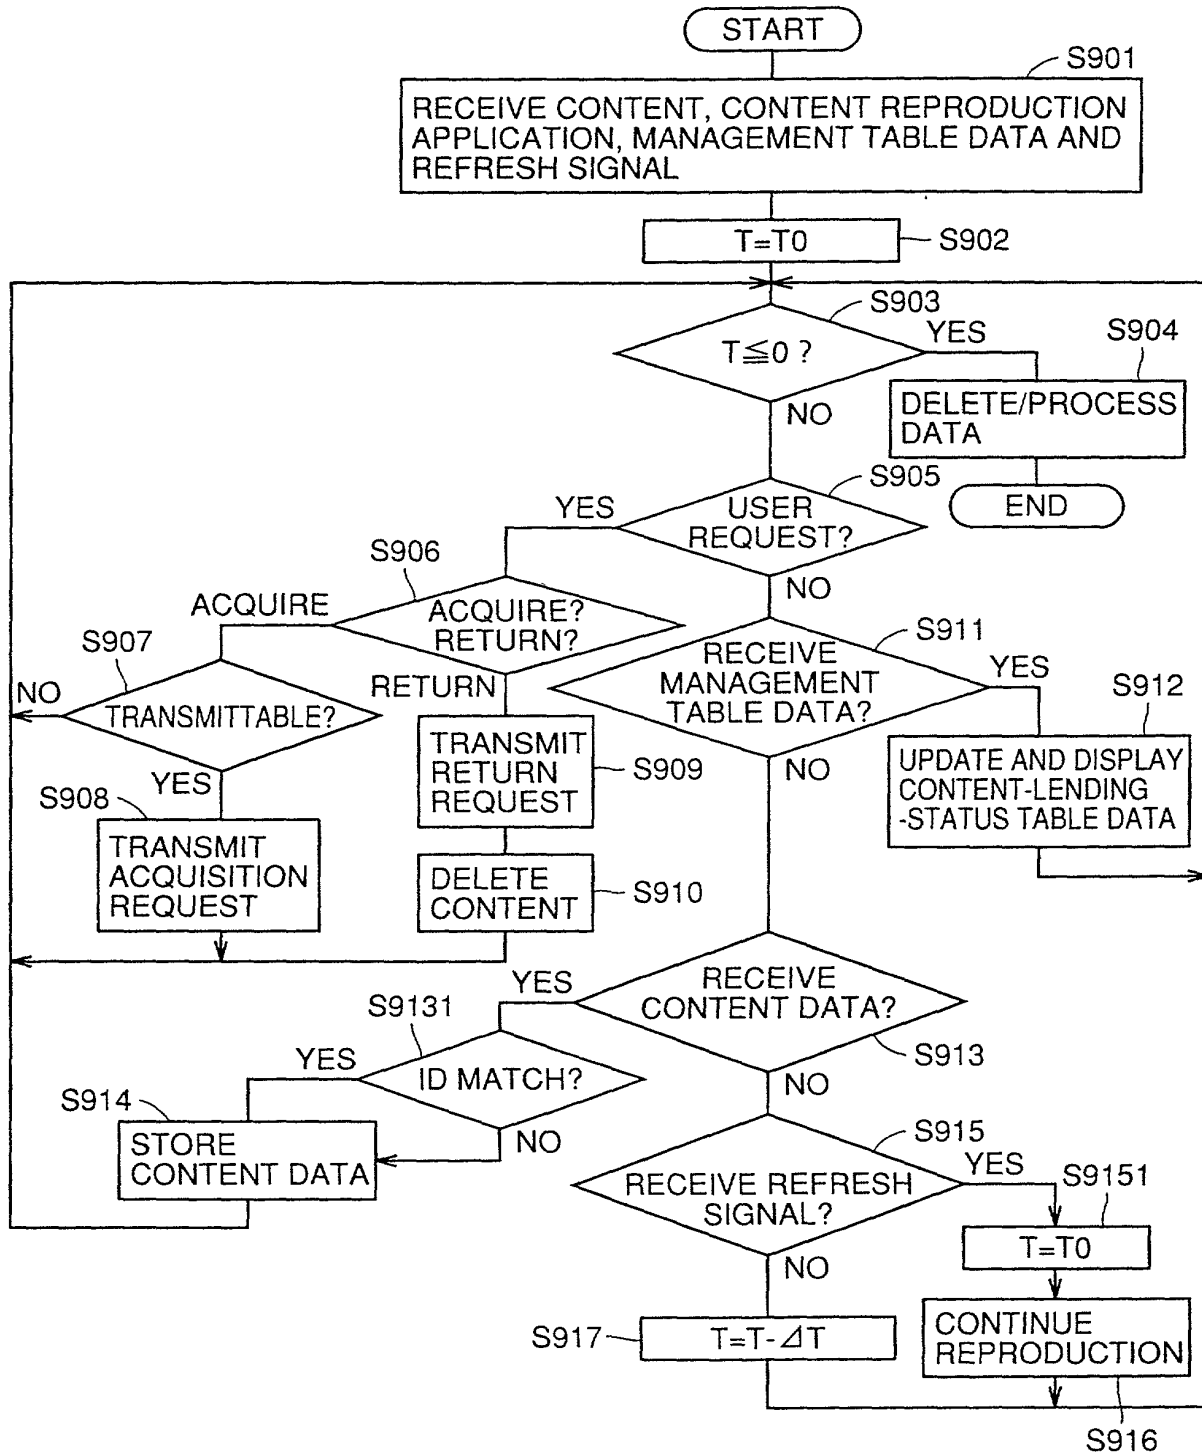 START
S901
RECEIVE CONTENT, CONTENT REPRODUCTION
APPLICATION, MANAGEMENT TABLE DATA AND
REFRESH SIGNAL
T=T0
S902
S903
T≦0 ?
YES
NO
S904
DELETE/PROCESS
DATA
END
S905
USER
REQUEST?
YES
NO
S906
ACQUIRE?
RETURN?
ACQUIRE
RETURN
S907
TRANSMITTABLE?
NO
YES
S908
TRANSMIT
ACQUISITION
REQUEST
TRANSMIT
RETURN
REQUEST
S909
DELETE
CONTENT
S910
S911
RECEIVE
MANAGEMENT
TABLE DATA?
YES
NO
S912
UPDATE AND DISPLAY
CONTENT-LENDING
-STATUS TABLE DATA
RECEIVE
CONTENT DATA?
S913
YES
NO
S9131
ID MATCH?
YES
NO
S914
STORE
CONTENT DATA
S915
RECEIVE REFRESH
SIGNAL?
YES
NO
S9151
T=T0
CONTINUE
REPRODUCTION
S916
S917
T=T-⊿T